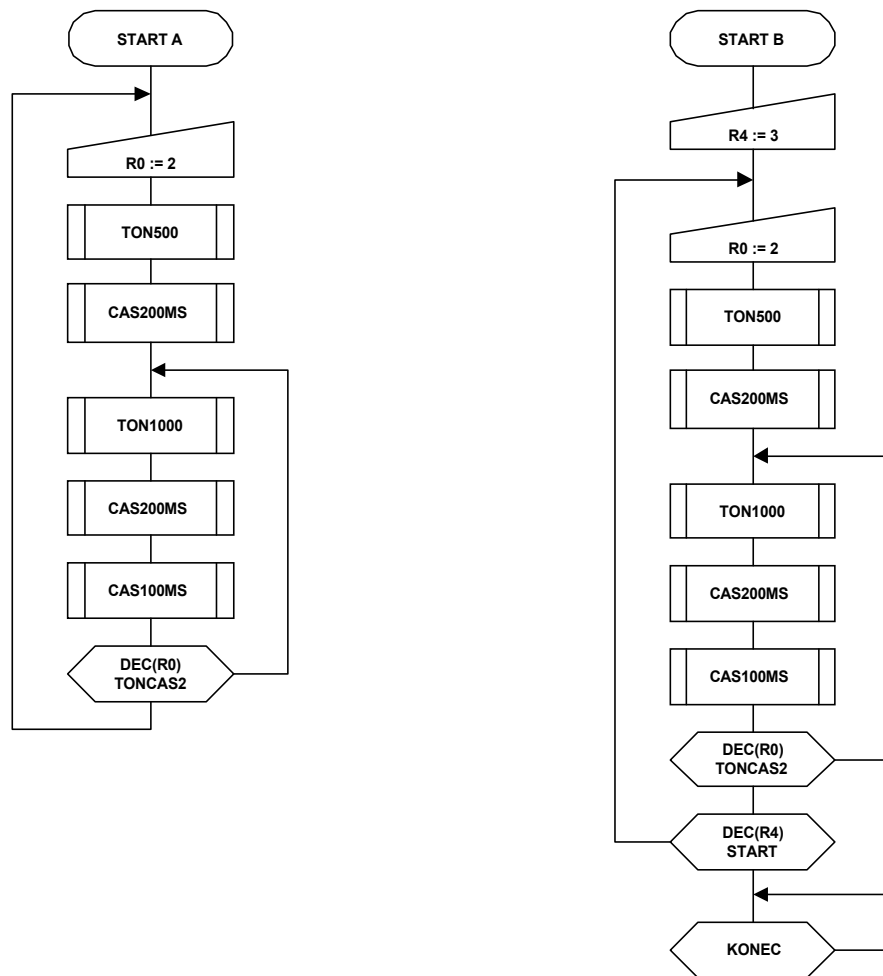 START A
R0 := 2
TON500
CAS200MS
TON1000
CAS200MS
CAS100MS
DEC(R0)
TONCAS2
START B
R4 := 3
R0 := 2
TON500
CAS200MS
TON1000
CAS200MS
CAS100MS
DEC(R0)
TONCAS2
DEC(R4)
START
KONEC